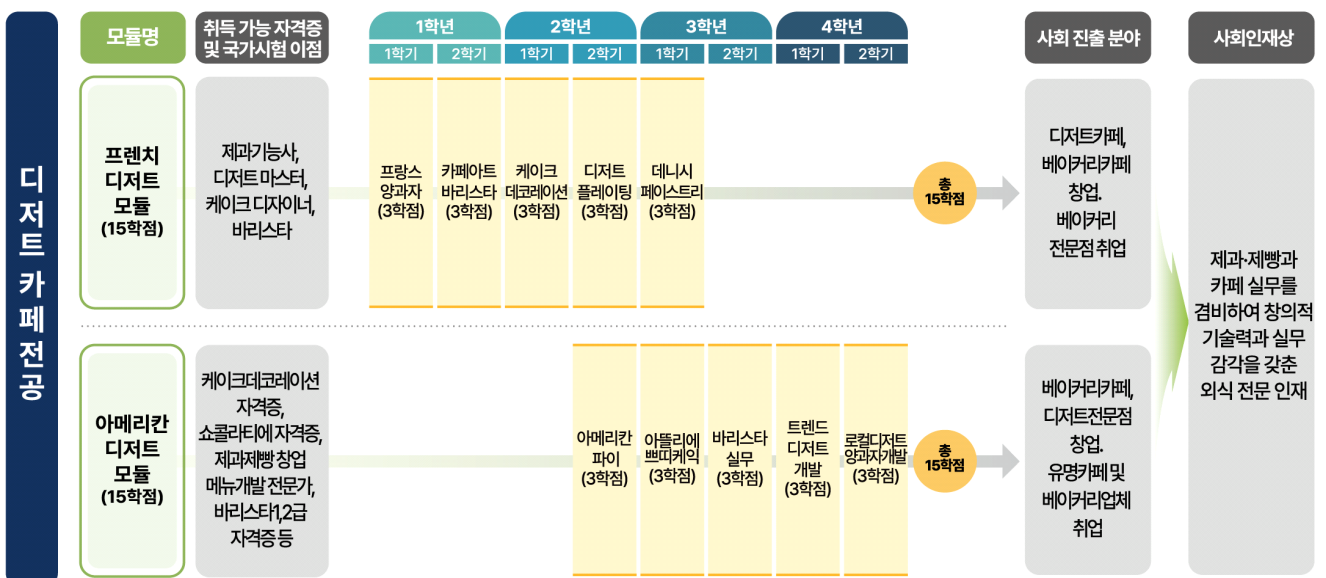 디저트 카페전공
모듈명
취득 가능 자격증
및 국가시험 이점
1학년
2학년
3학년
4학년
1학기
2학기
1학기
2학기
1학기
2학기
1학기
2학기
사회 진출 분야
사회인재상
프렌치
디저트
모듈
(15학점)
제과기능사,
디저트 마스터,
케이크 디자이너,
바리스타
프랑스
양과자
(3학점)
카페아트
바리스타
(3학점)
케이크
데코레이션
(3학점)
디저트
플레이팅
(3학점)
데니시
페이스트리
(3학점)
총
15학점
디저트카페,
베이커리카페
창업.
베이커리
전문점 취업
아메리칸
디저트
모듈
(15학점)
케이크데코레이션
자격증,
쇼콜라티에 자격증,
제과제빵 창업
메뉴개발 전문가,
바리스타1,2급
자격증 등
아메리칸
파이
(3학점)
아뜰리에
쁘띠케익
(3학점)
바리스타
실무
(3학점)
트렌드
디저트
개발
(3학점)
로컬디저트
양과자개발
(3학점)
총
15학점
베이커리카페,
디저트전문점
창업.
유명카페 및
베이커리업체
취업
제과·제빵과
카페 실무를
겸비하여 창의적
기술력과 실무
감각을 갖춘
외식 전문 인재